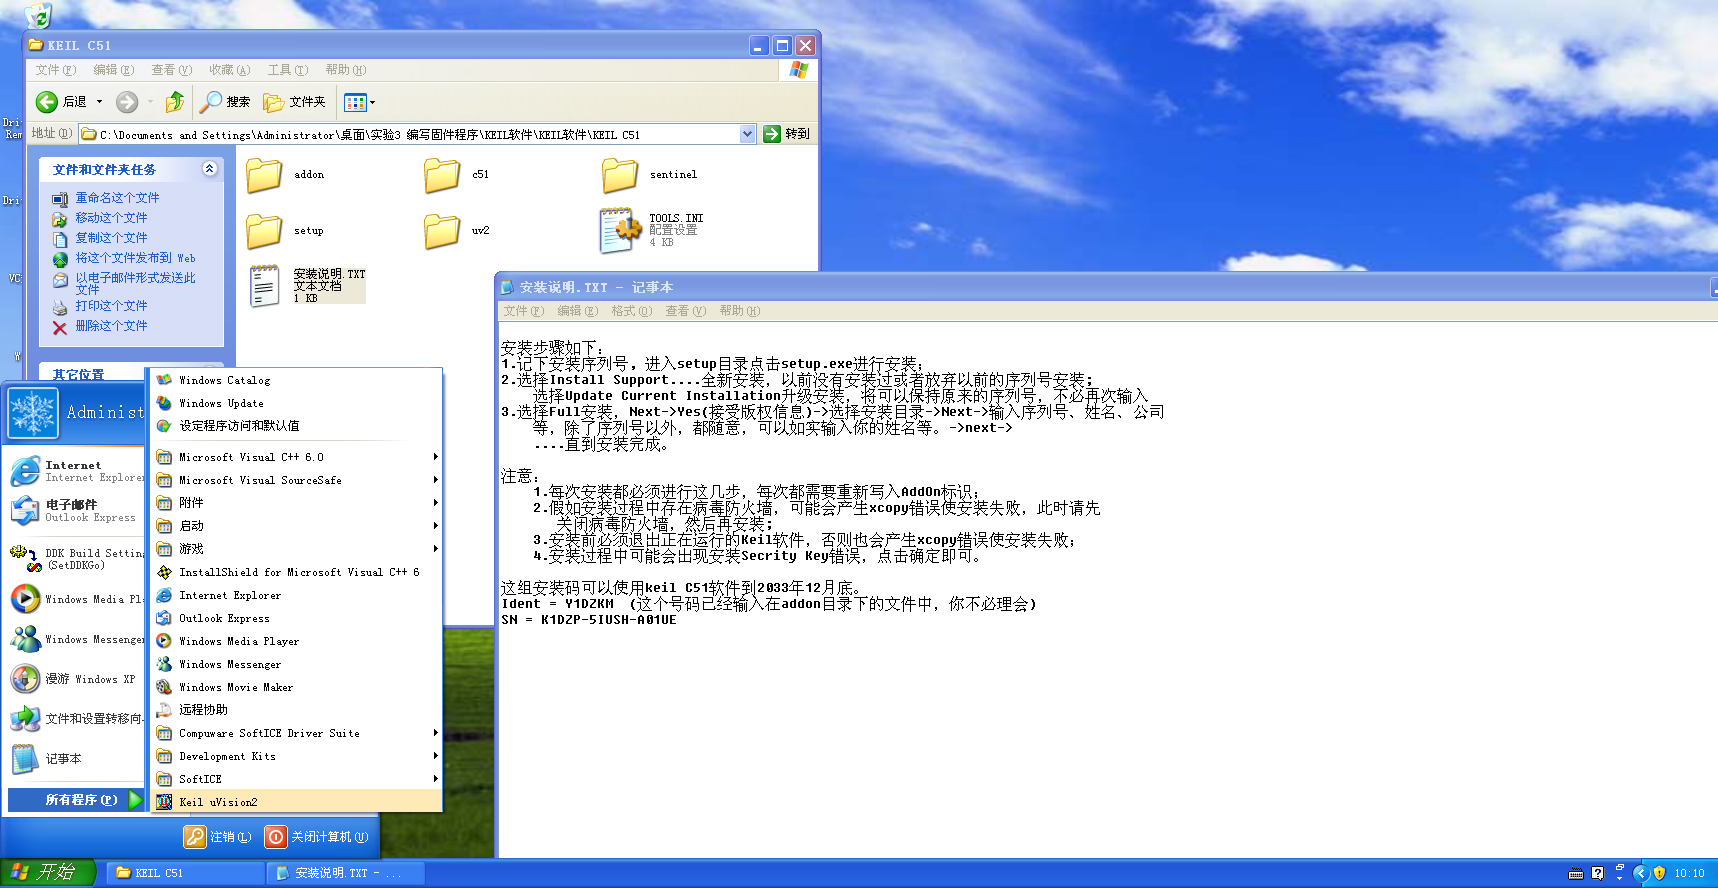 KEIL C51
文件(F) 编辑(E) 查看(V) 收藏(A) 工具(T) 帮助(H)
后退 搜索 文件夹
地址(D) C:\Documents and Settings\Administrator\桌面\实验3 编写固件程序\KEIL软件\KEIL软件\KEIL C51 转到
文件和文件夹任务
重命名这个文件
移动这个文件
复制这个文件
将这个文件发布到 Web
以电子邮件形式发送此
文件
打印这个文件
删除这个文件
其它位置
addon
c51
sentinel
setup
uv2
TOOLS.INI
配置设置
4 KB
安装说明.TXT
文本文档
1 KB
Dri
Rem
Dri
VC
W
安装说明.TXT - 记事本
文件(F) 编辑(E) 格式(O) 查看(V) 帮助(H)
安装步骤如下:
1.记下安装序列号，进入setup目录点击setup.exe进行安装;
2.选择Install Support....全新安装，以前没有安装过或者放弃以前的序列号安装;
选择Update Current Installation升级安装，将可以保持原来的序列号，不必再次输入
3.选择Full安装，Next->Yes(接受版权信息)->选择安装目录->Next->输入序列号、姓名、公司
等，除了序列号以外，都随意，可以如实输入你的姓名等。->next->
....直到安装完成。
注意:
1.每次安装都必须进行这几步，每次都需要重新写入AddOn标识;
2.假如安装过程中存在病毒防火墙，可能会产生xcopy错误使安装失败，此时请先
关闭病毒防火墙，然后再安装;
3.安装前必须退出正在运行的Keil软件，否则也会产生xcopy错误使安装失败;
4.安装过程中可能会出现安装Secrity Key错误，点击确定即可。
这组安装码可以使用keil C51软件到2033年12月底。
Ident = Y1DZKM (这个号码已经输入在addon目录下的文件中，你不必理会)
SN = K1DZP-5IUSH-A01UE
Administ
Internet
Internet Explorer
电子邮件
Outlook Express
DDK Build Settin
(SetDDKGo)
Windows Media Pl
Windows Messenger
漫游 Windows XP
文件和设置转移向
记事本
所有程序(P)
Windows Catalog
Windows Update
设定程序访问和默认值
Microsoft Visual C++ 6.0
Microsoft Visual SourceSafe
附件
启动
游戏
InstallShield for Microsoft Visual C++ 6
Internet Explorer
Outlook Express
Windows Media Player
Windows Messenger
Windows Movie Maker
远程协助
Compuware SoftICE Driver Suite
Development Kits
SoftICE
Keil uVision2
注销(L) 关闭计算机(U)
开始 KEIL C51 安装说明.TXT - ... 10:10